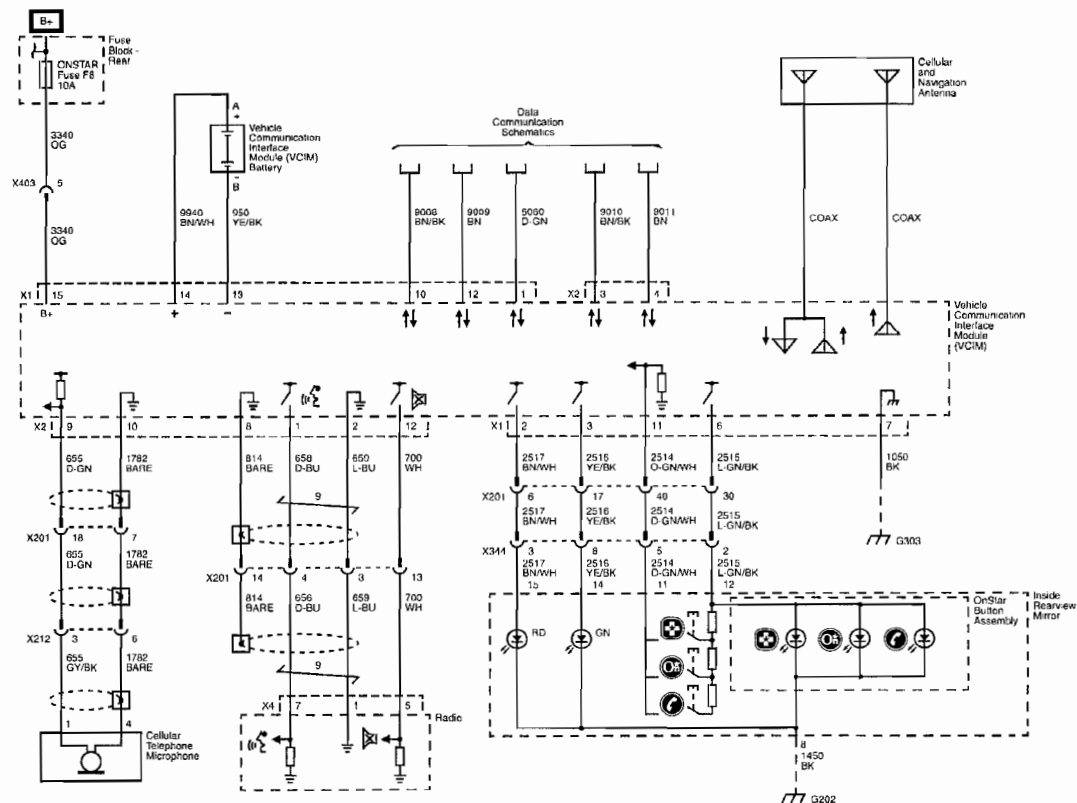 B+
Fuse
Block -
Rear
ONSTAR
Fuse F8
10A
3340
OG
X403 5
3340
OG
A
+
Vehicle
Communication
Interface
Module (VCIM)
Battery
−
B
9940
BN/WH
950
YE/BK
Data
Communication
Schematics
9008
BN/BK
9009
BN
5060
D-GN
9010
BN/BK
9011
BN
Cellular
and
Navigation
Antenna
COAX
COAX
X1 15 14 13 10 12 1 X2 3 4
B+ + −
Vehicle
Communication
Interface
Module
(VCIM)
X2 9 10 8 1 2 12 X1 2 3 11 6 7
655
D-GN
1782
BARE
814
BARE
658
D-BU
659
L-BU
700
WH
2517
BN/WH
2516
YE/BK
2514
D-GN/WH
2515
L-GN/BK
1050
BK
9
X201 6 17 40 30
2517
BN/WH
2516
YE/BK
2514
D-GN/WH
2515
L-GN/BK
X201 18 7
655
D-GN
1782
BARE
X344 3 8 5 2
2517
BN/WH
2516
YE/BK
2514
D-GN/WH
2515
L-GN/BK
G303
X201 14 4 3 13
814
BARE
656
D-BU
659
L-BU
700
WH
15 14 11 12
OnStar
Button
Assembly
Inside
Rearview
Mirror
RD
GN
X212 3 6
655
GY/BK
1782
BARE
9
X4 7 1 5
Radio
1 4
Cellular
Telephone
Microphone
8
1450
BK
G202